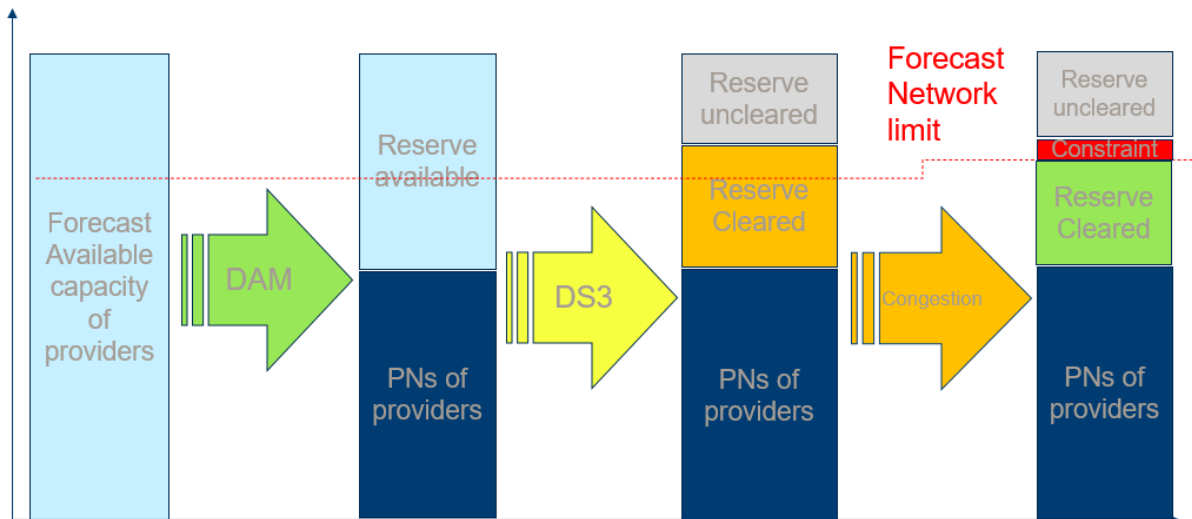 Forecast
Available
capacity
of
providers
DAM
Reserve
available
PNs of
providers
DS3
Reserve
uncleared
Reserve
Cleared
PNs of
providers
Forecast
Network
limit
Congestion
Reserve
uncleared
Constraint
Reserve
Cleared
PNs of
providers